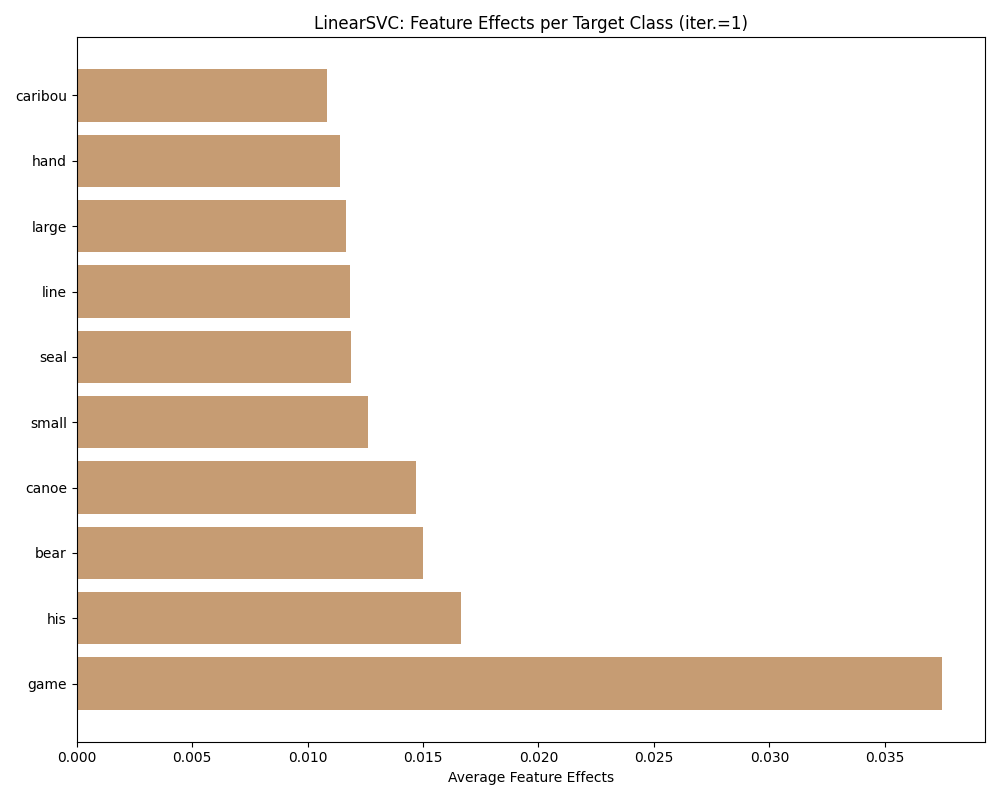 LinearSVC: Feature Effects per Target Class (iter.=1)
caribou
hand
large
line
seal
small
canoe
bear
his
game
0.000 0.005 0.010 0.015 0.020 0.025 0.030 0.035
Average Feature Effects